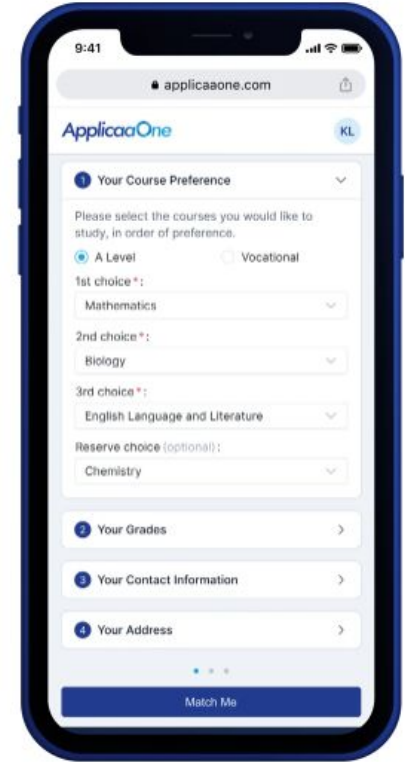 9:41
applicaaone.com
ApplicaaOne
KL
1 Your Course Preference
Please select the courses you would like to
study, in order of preference.
A Level Vocational
1st choice*:
Mathematics
2nd choice*:
Biology
3rd choice*:
English Language and Literature
Reserve choice (optional):
Chemistry
2 Your Grades
3 Your Contact Information
4 Your Address
Match Me